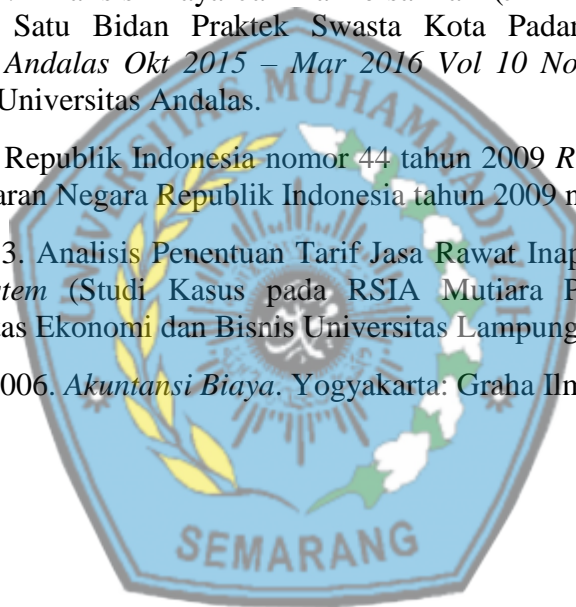 Satu Bidan Praktek Swasta Kota Padan
Andalas Okt 2015 – Mar 2016 Vol 10 No
Universitas Andalas.
Republik Indonesia nomor 44 tahun 2009 R
aran Negara Republik Indonesia tahun 2009 n
3. Analisis Penentuan Tarif Jasa Rawat Inap
tem (Studi Kasus pada RSIA Mutiara P
as Ekonomi dan Bisnis Universitas Lampung
006. Akuntansi Biaya. Yogyakarta: Graha Iln
UNIVERSITAS MUHAMMADIYAH
SEMARANG